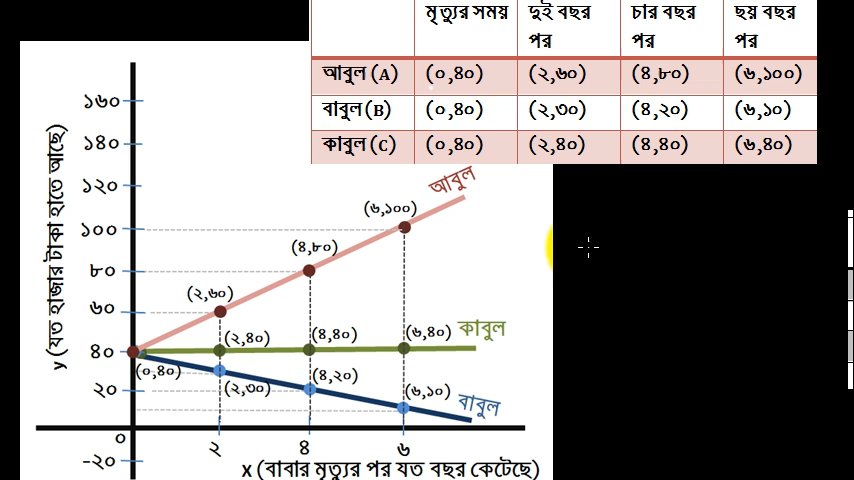 মৃত্যুর সময় দুই বছর পর চার বছর পর ছয় বছর পর
আবুল (A) (০,৪০) (২,৬০) (৪,৮০) (৬,১০০)
বাবুল (B) (০,৪০) (২,৩০) (৪,২০) (৬,১০)
কাবুল (C) (০,৪০) (২,৪০) (৪,৪০) (৬,৪০)
y (যত হাজার টাকা হাতে আছে)
১৬০
১৪০
১২০
১০০
৮০
৬০
৪০
২০
০
-২০
আবুল
(৬,১০০)
(৪,৮০)
(২,৬০)
(২,৪০) (৪,৪০) (৬,৪০) কাবুল
(০,৪০)
(২,৩০) (৪,২০) (৬,১০) বাবুল
২ ৪ ৬
x (বাবার মৃত্যুর পর যত বছর কেটেছে)